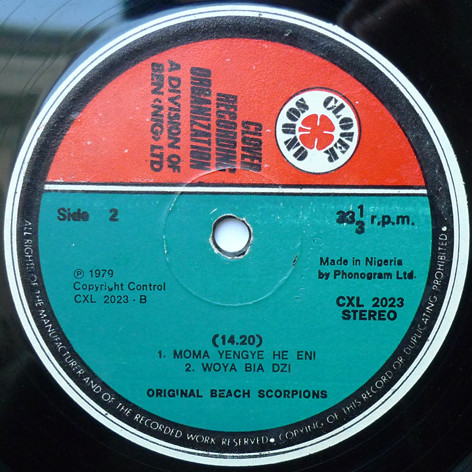 CLOVER
SOUND
CLOVER
RECORDING
ORGANIZATION
A DIVISION OF
BEN (NIG) LTD
Side 2
33 1/3 r.p.m.
℗ 1979
Copyright Control
CXL 2023 - B
Made in Nigeria
by Phonogram Ltd.
CXL 2023
STEREO
(14.20)
1. MOMA YENGYE HE ENI
2. WOYA BIA DZI
ORIGINAL BEACH SCORPIONS
ALL RIGHTS OF THE MANUFACTURER AND OF THE RECORDED WORK RESERVED • COPYING OF THIS RECORD OR DUPLICATING PROHIBITED •